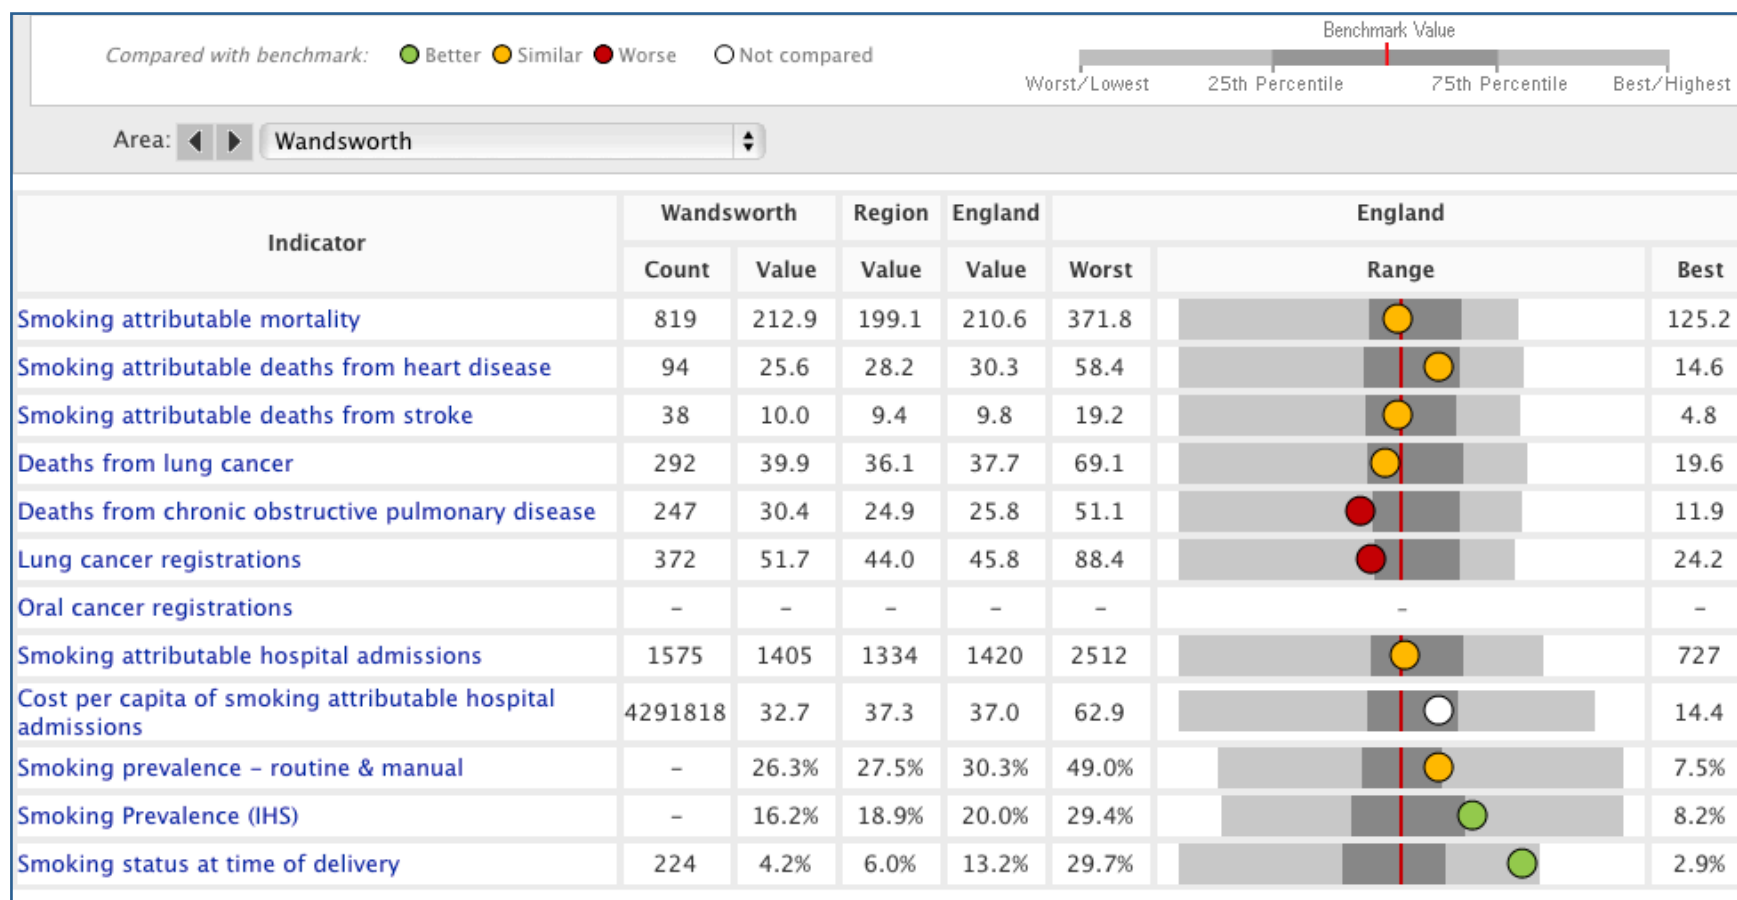 Benchmark Value
Compared with benchmark: Better Similar Worse Not compared
Worst/Lowest 25th Percentile 75th Percentile Best/Highest
Area: Wandsworth
Indicator Wandsworth Region England England
Count Value Value Value Worst Range Best
Smoking attributable mortality 819 212.9 199.1 210.6 371.8 125.2
Smoking attributable deaths from heart disease 94 25.6 28.2 30.3 58.4 14.6
Smoking attributable deaths from stroke 38 10.0 9.4 9.8 19.2 4.8
Deaths from lung cancer 292 39.9 36.1 37.7 69.1 19.6
Deaths from chronic obstructive pulmonary disease 247 30.4 24.9 25.8 51.1 11.9
Lung cancer registrations 372 51.7 44.0 45.8 88.4 24.2
Oral cancer registrations – – – – – – –
Smoking attributable hospital admissions 1575 1405 1334 1420 2512 727
Cost per capita of smoking attributable hospital
admissions 4291818 32.7 37.3 37.0 62.9 14.4
Smoking prevalence – routine & manual – 26.3% 27.5% 30.3% 49.0% 7.5%
Smoking Prevalence (IHS) – 16.2% 18.9% 20.0% 29.4% 8.2%
Smoking status at time of delivery 224 4.2% 6.0% 13.2% 29.7% 2.9%